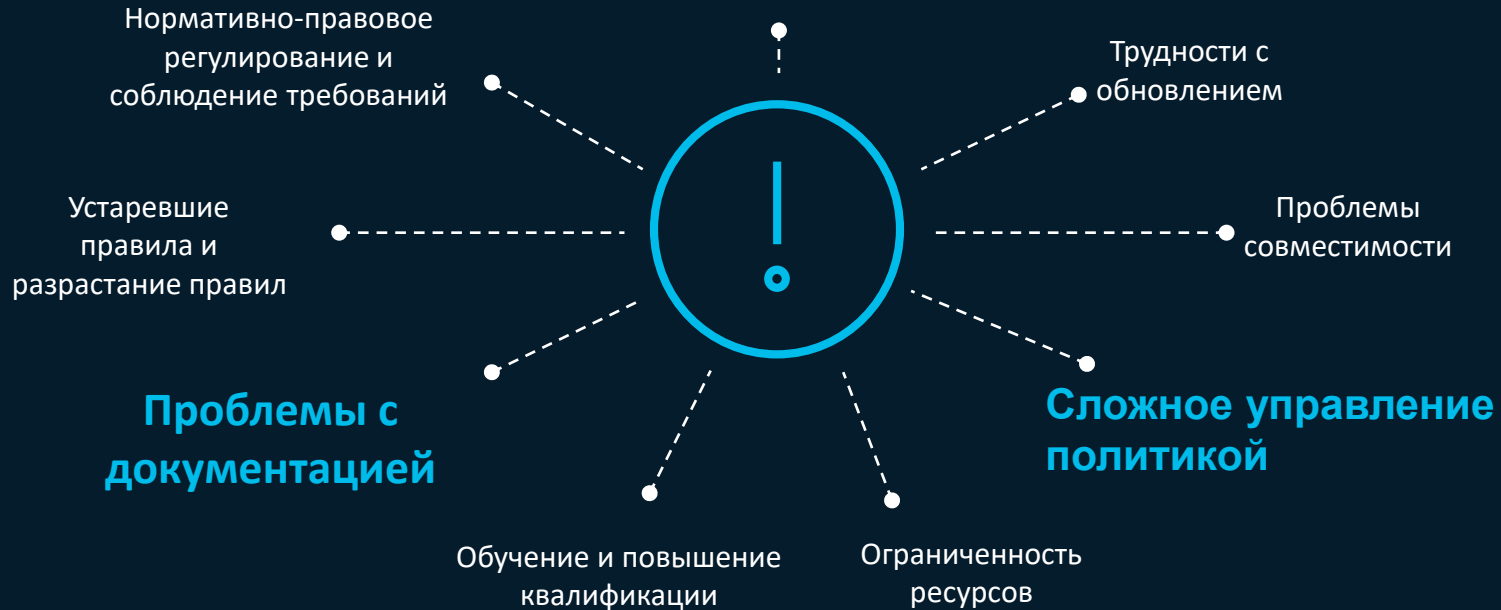 Нормативно-правовое
регулирование и
соблюдение требований
Трудности с
обновлением
Устаревшие
правила и
разрастание правил
Проблемы
совместимости
Проблемы с
документацией
Сложное управление
политикой
Обучение и повышение
квалификации
Ограниченность
ресурсов